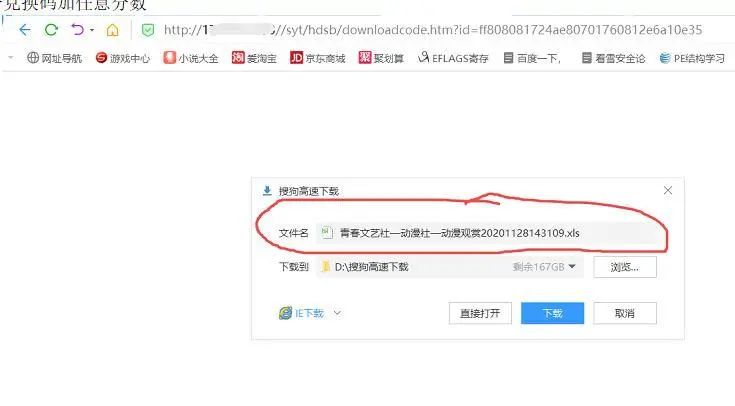 兑换码加任意分数
http://17 //syt/hdsb/downloadcode.htm?id=ff808081724ae80701760812e6a10e35
网址导航 游戏中心 小说大全 爱淘宝 京东商城 聚划算 EFLAGS寄存 百度一下, 看雪安全论 PE结构学习
搜狗高速下载
文件名 青春文艺社—动漫社—动漫观赏20201128143109.xls
下载到 D:\搜狗高速下载 剩余167GB 浏览...
IE下载 直接打开 下载 取消